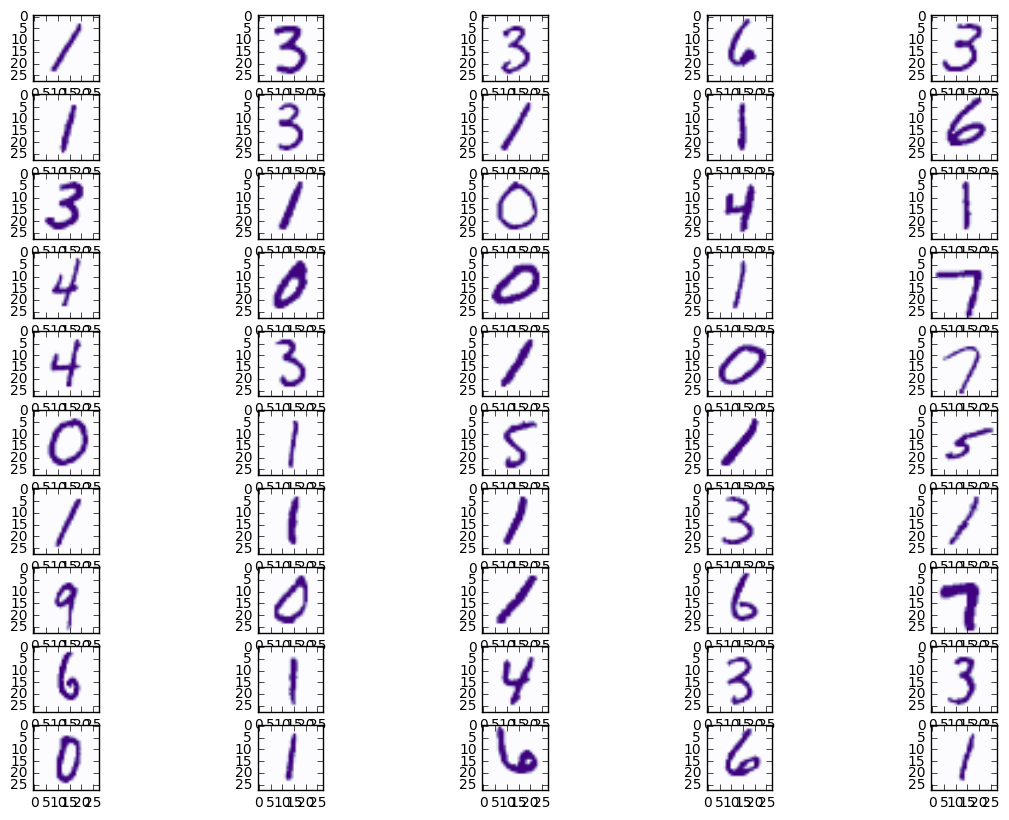 1 3 3 6 3
1 3 1 1 6
3 1 0 4 1
4 0 0 1 7
4 3 1 0 7
0 1 5 1 5
1 1 1 3 1
9 0 1 6 7
6 1 4 3 3
0 1 6 6 1